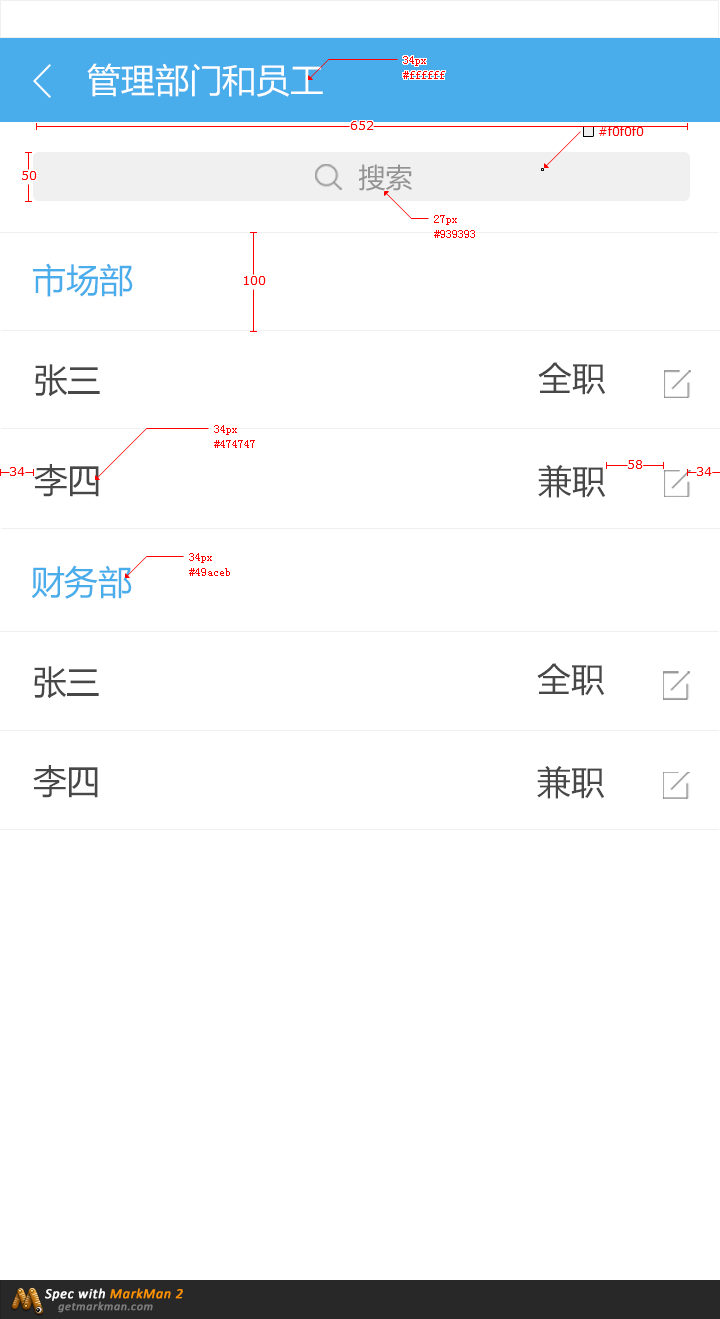 管理部门和员工
34px
#ffffff
652
#f0f0f0
50
搜索
27px
#939393
市场部
100
张三 全职
34px
#474747
34
李四 兼职
58
34
财务部
34px
#49aceb
张三 全职
李四 兼职
Spec with MarkMan 2
getmarkman.com